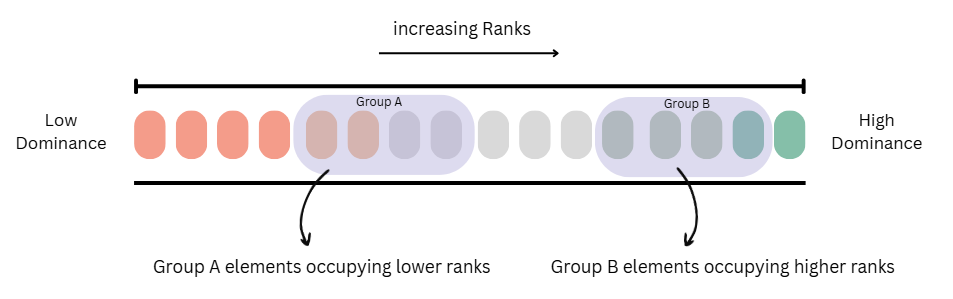 increasing Ranks
Group A
Group B
Low
Dominance
High
Dominance
Group A elements occupying lower ranks
Group B elements occupying higher ranks